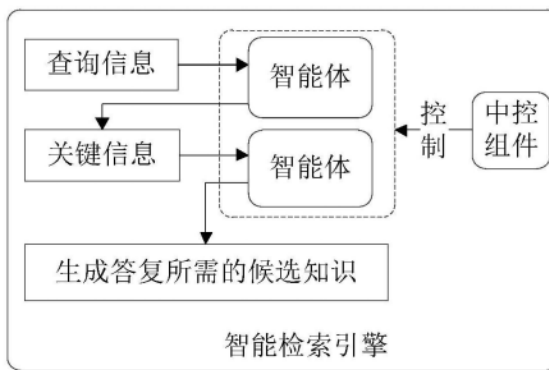 查询信息
智能体
关键信息
智能体
控制
中控
组件
生成答复所需的候选知识
智能检索引擎